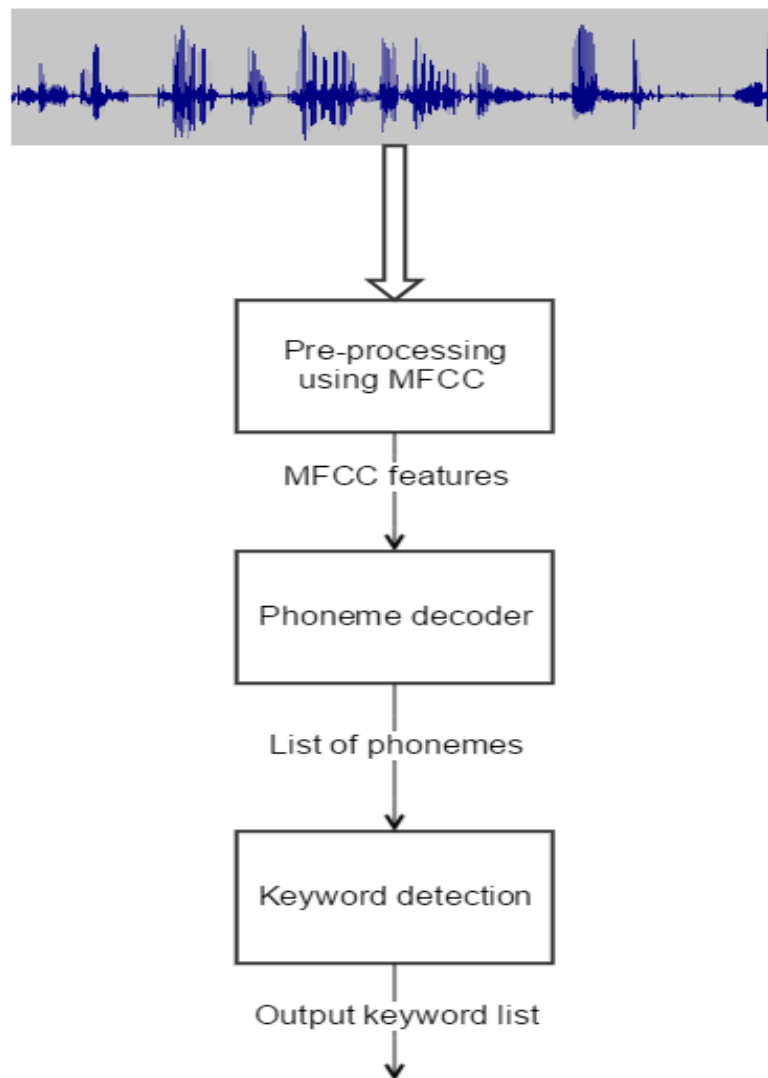 Pre-processing
using MFCC
MFCC features
Phoneme decoder
List of phonemes
Keyword detection
Output keyword list